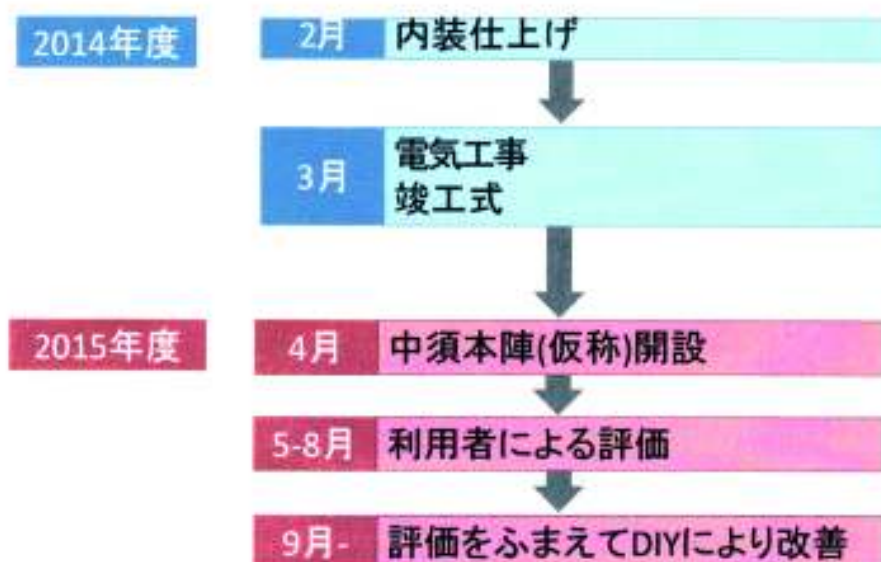 2014年度
2月 内装仕上げ
3月 電気工事
竣工式
2015年度
4月 中須本陣(仮称)開設
5-8月 利用者による評価
9月- 評価をふまえてDIYにより改善